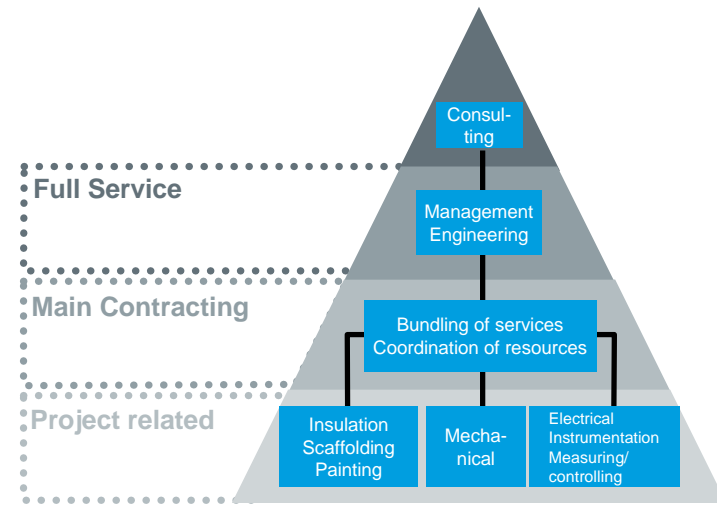 Consul-
ting
Full Service
Management
Engineering
Main Contracting
Bundling of services
Coordination of resources
Project related
Insulation
Scaffolding
Painting
Mecha-
nical
Electrical
Instrumentation
Measuring/
controlling